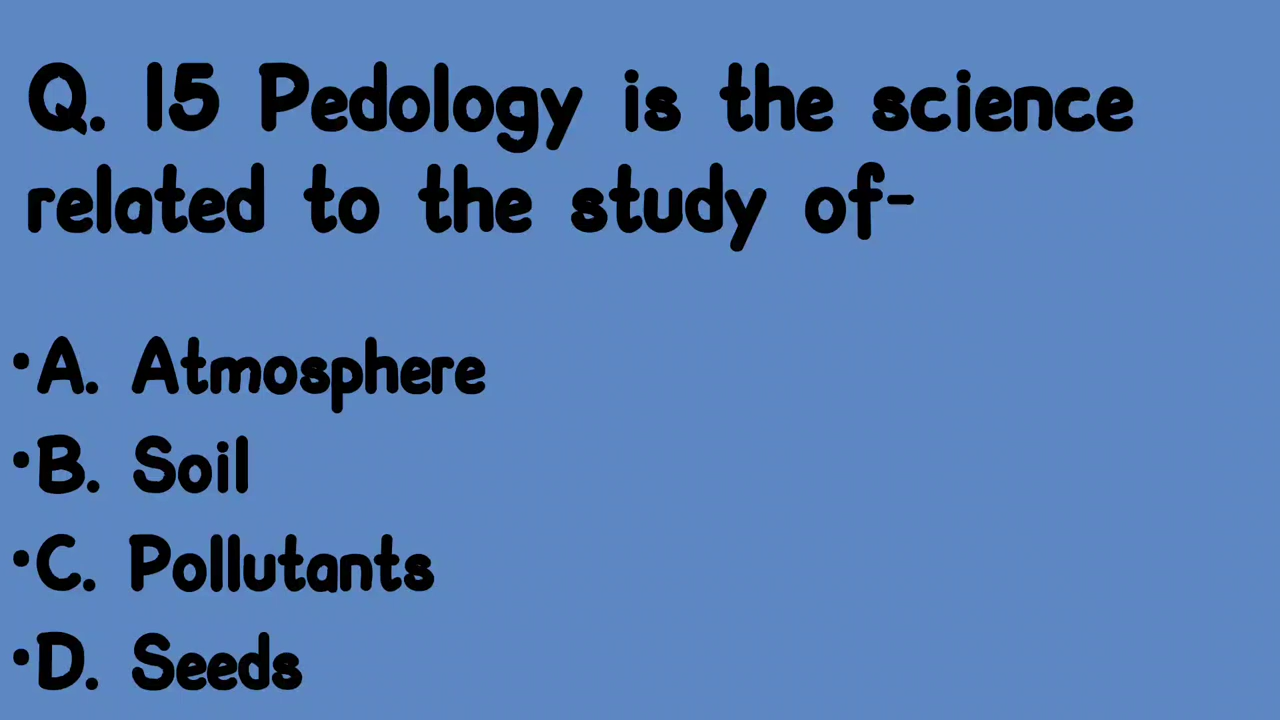 Q. 15 Pedology is the science
related to the study of-
•A. Atmosphere
•B. Soil
•C. Pollutants
•D. Seeds